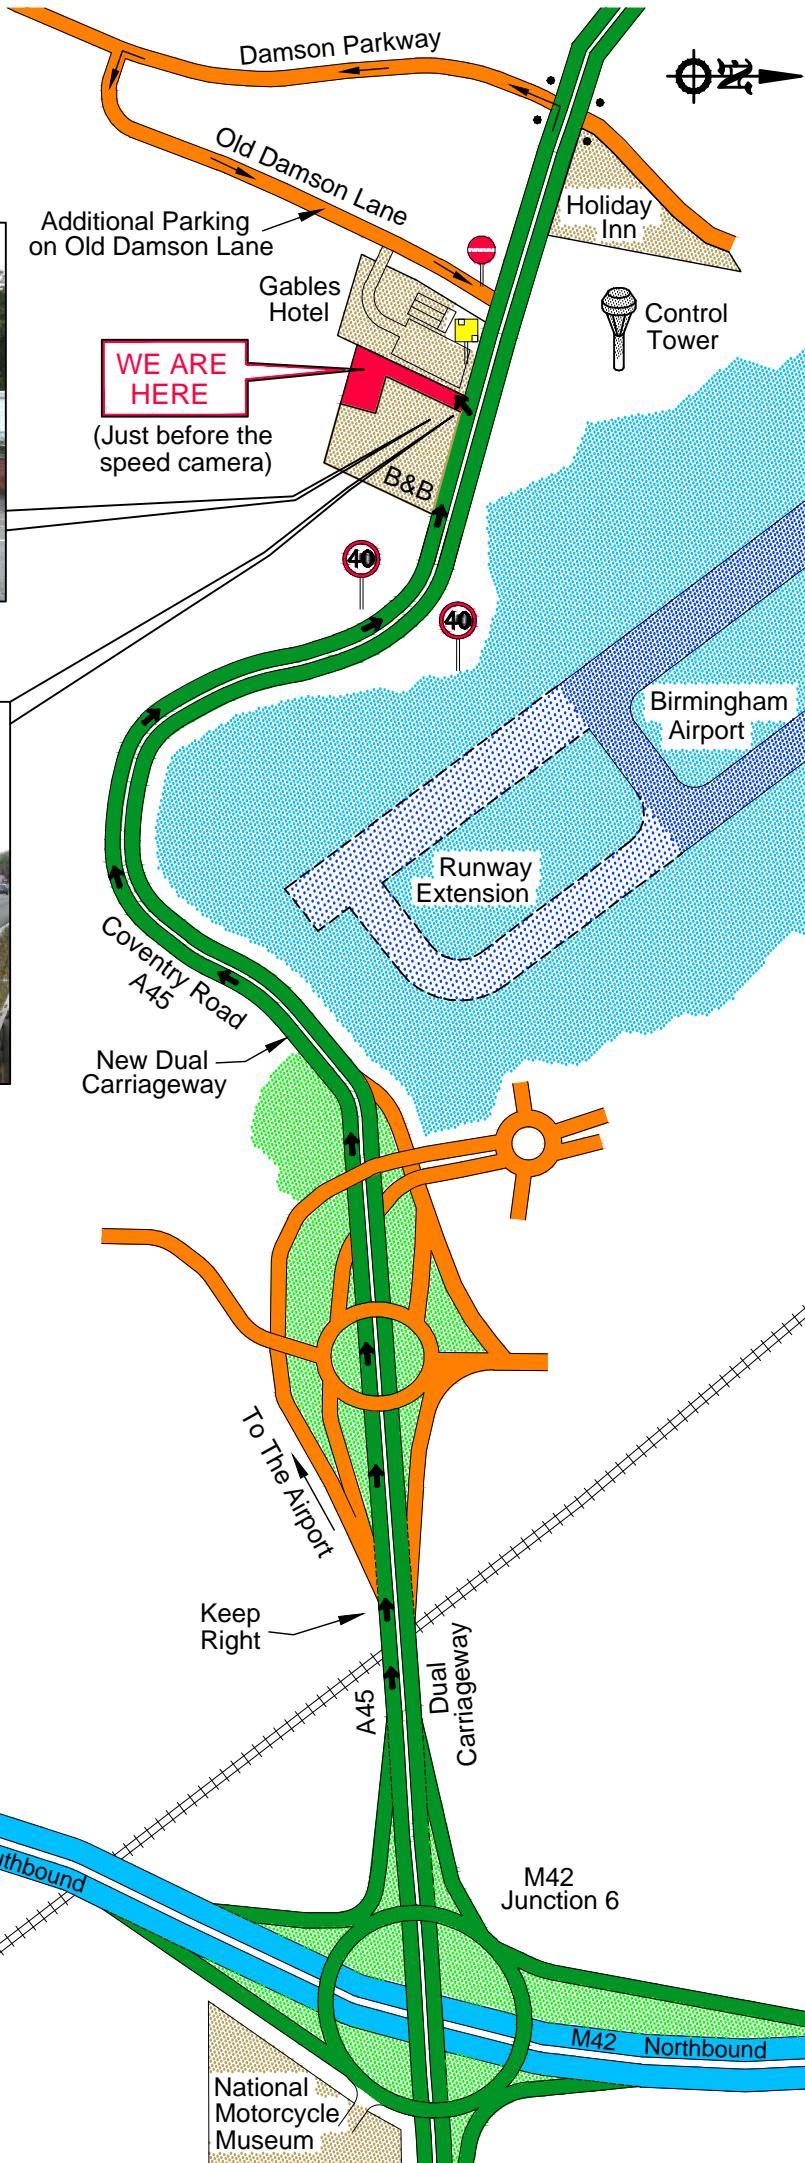 Damson Parkway
N
Old Damson Lane
Holiday
Inn
Additional Parking
on Old Damson Lane
Gables
Hotel
Control
Tower
WE ARE
HERE
(Just before the
speed camera)
B&B
40
40
Birmingham
Airport
Runway
Extension
Coventry Road
A45
New Dual
Carriageway
To The Airport
Keep
Right
A45
Dual
Carriageway
M42
Junction 6
uthbound
M42 Northbound
National
Motorcycle
Museum